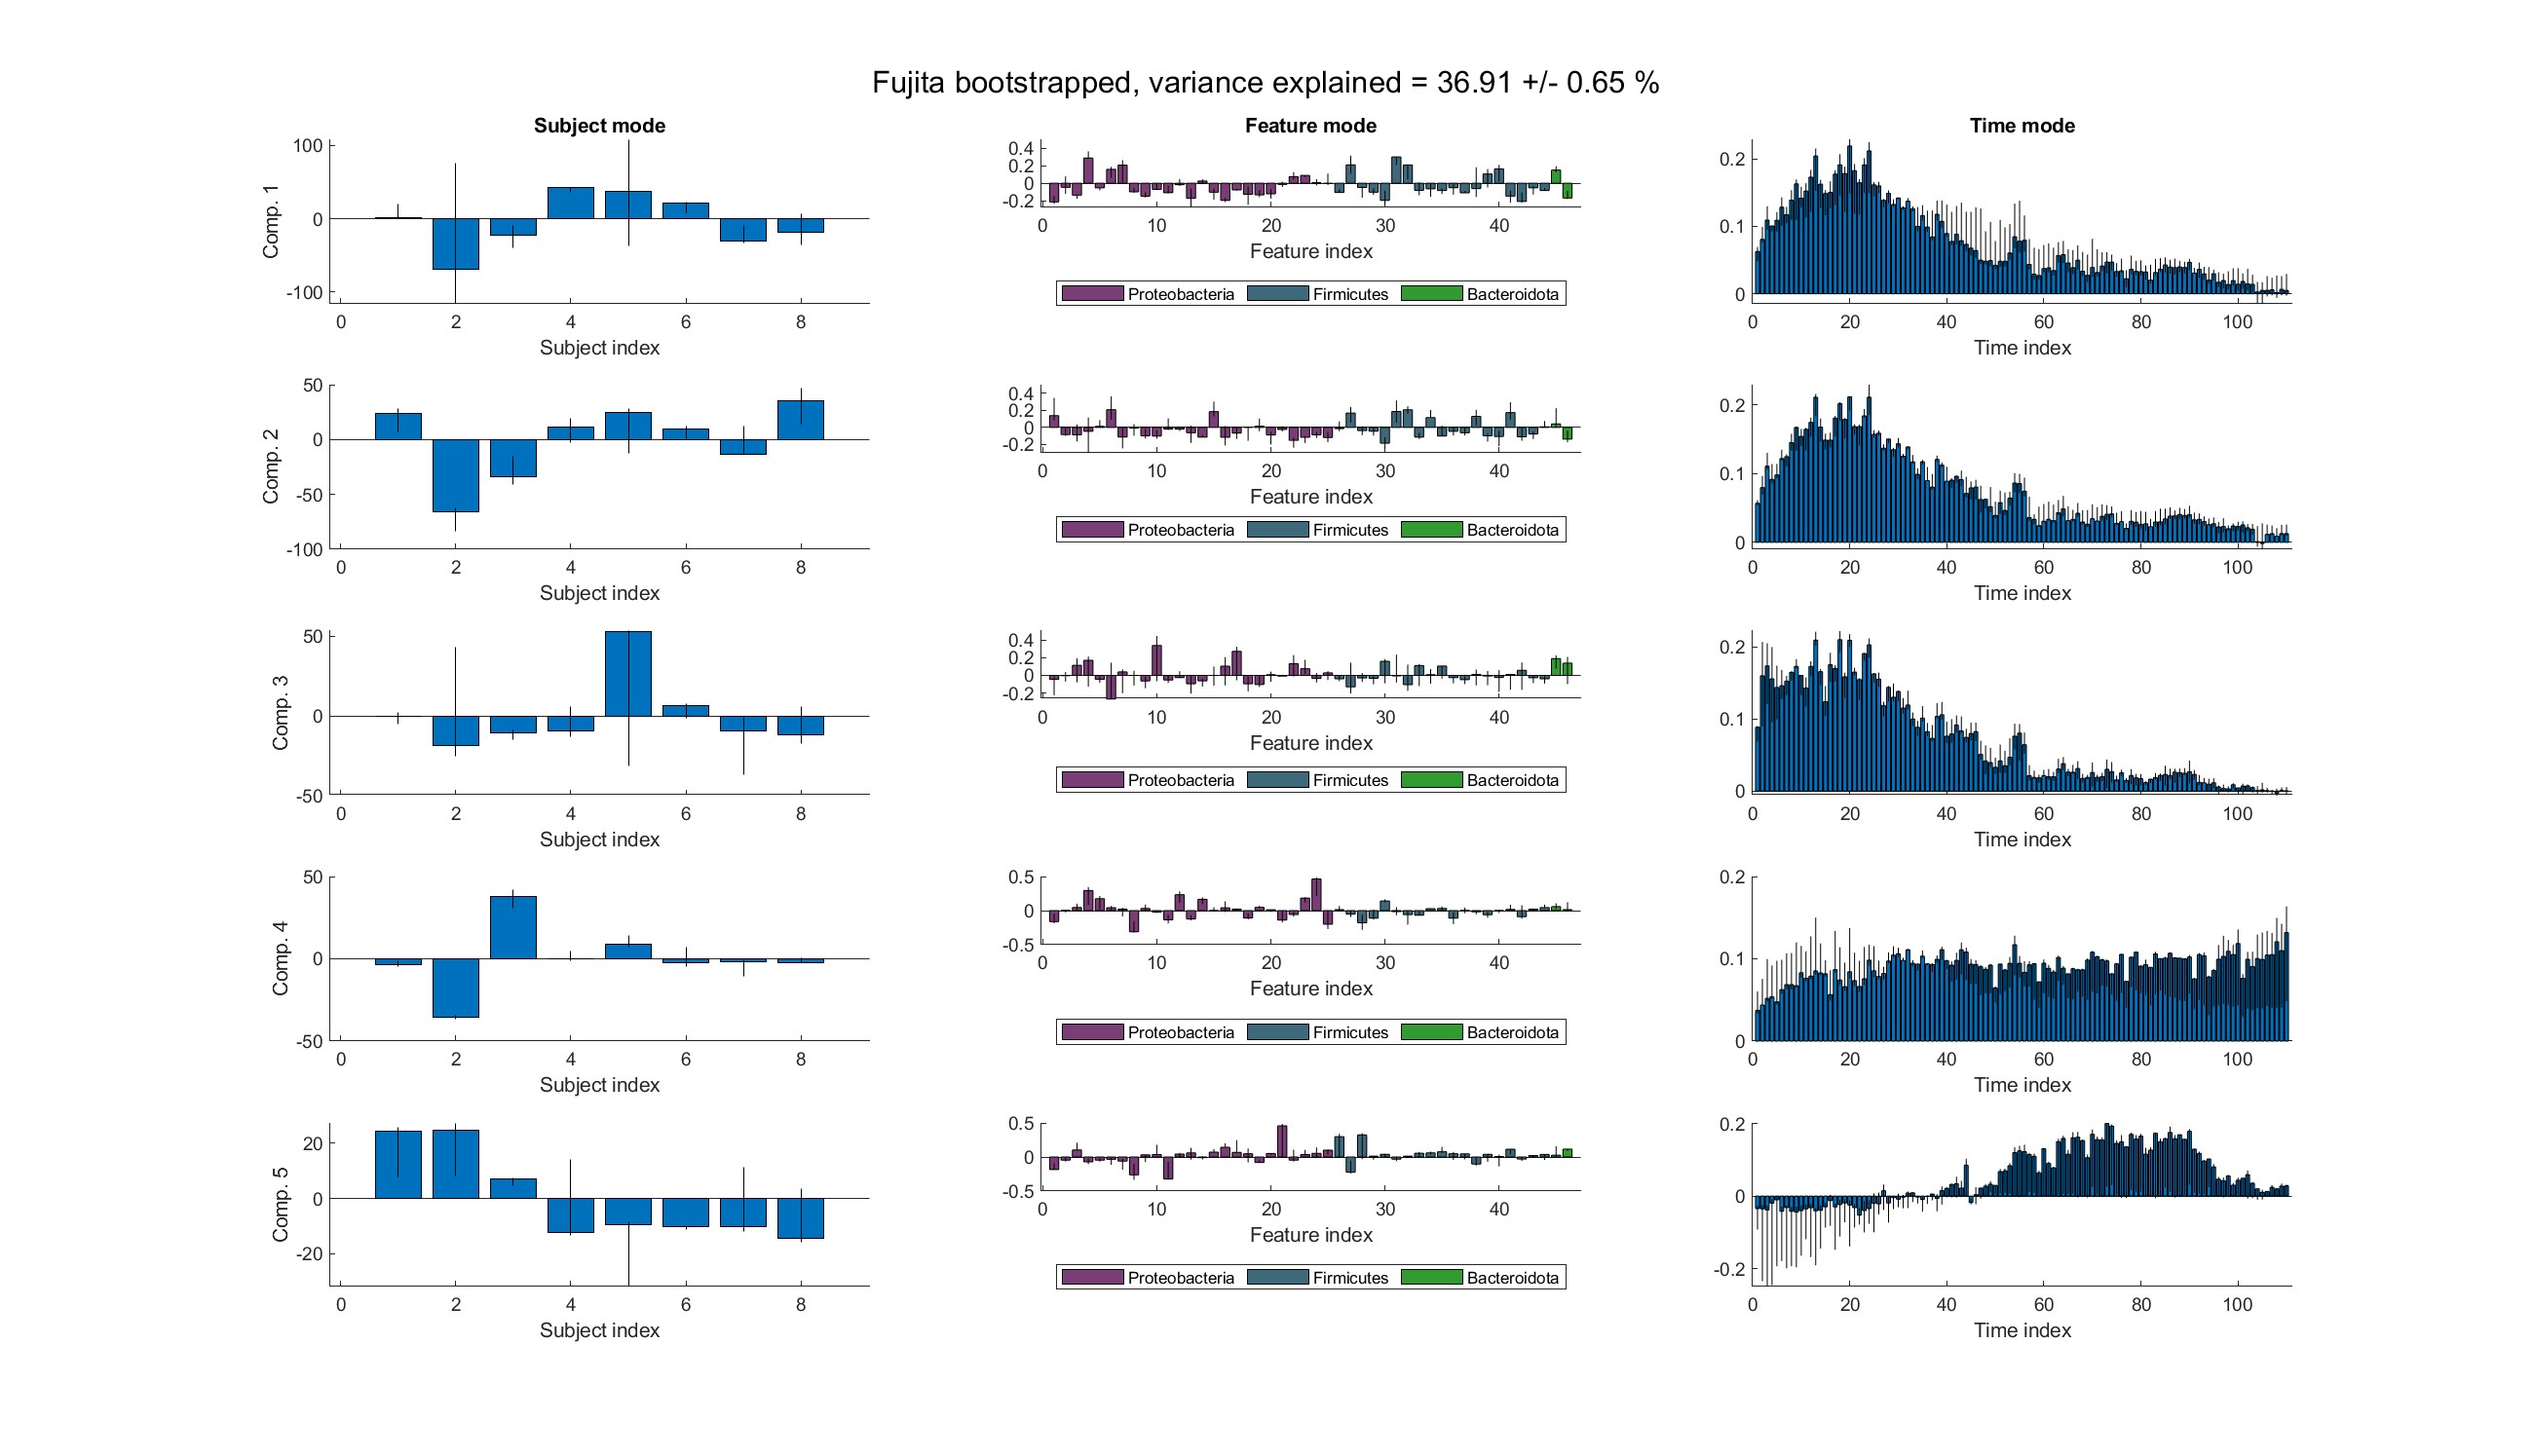 Fujita bootstrapped, variance explained = 36.91 +/- 0.65 %
Subject mode
Feature mode
Time mode
Comp. 1
100
0
-100
0 2 4 6 8
Subject index
0.4
0.2
0
-0.2
0 10 20 30 40
Feature index
Proteobacteria Firmicutes Bacteroidota
0.2
0.1
0
0 20 40 60 80 100
Time index
Comp. 2
50
0
-50
-100
0 2 4 6 8
Subject index
0.4
0.2
0
-0.2
0 10 20 30 40
Feature index
Proteobacteria Firmicutes Bacteroidota
0.2
0.1
0
0 20 40 60 80 100
Time index
Comp. 3
50
0
-50
0 2 4 6 8
Subject index
0.4
0.2
0
-0.2
0 10 20 30 40
Feature index
Proteobacteria Firmicutes Bacteroidota
0.2
0.1
0
0 20 40 60 80 100
Time index
Comp. 4
50
0
-50
0 2 4 6 8
Subject index
0.5
0
-0.5
0 10 20 30 40
Feature index
Proteobacteria Firmicutes Bacteroidota
0.2
0.1
0
0 20 40 60 80 100
Time index
Comp. 5
20
0
-20
0 2 4 6 8
Subject index
0.5
0
-0.5
0 10 20 30 40
Feature index
Proteobacteria Firmicutes Bacteroidota
0.2
0
-0.2
0 20 40 60 80 100
Time index